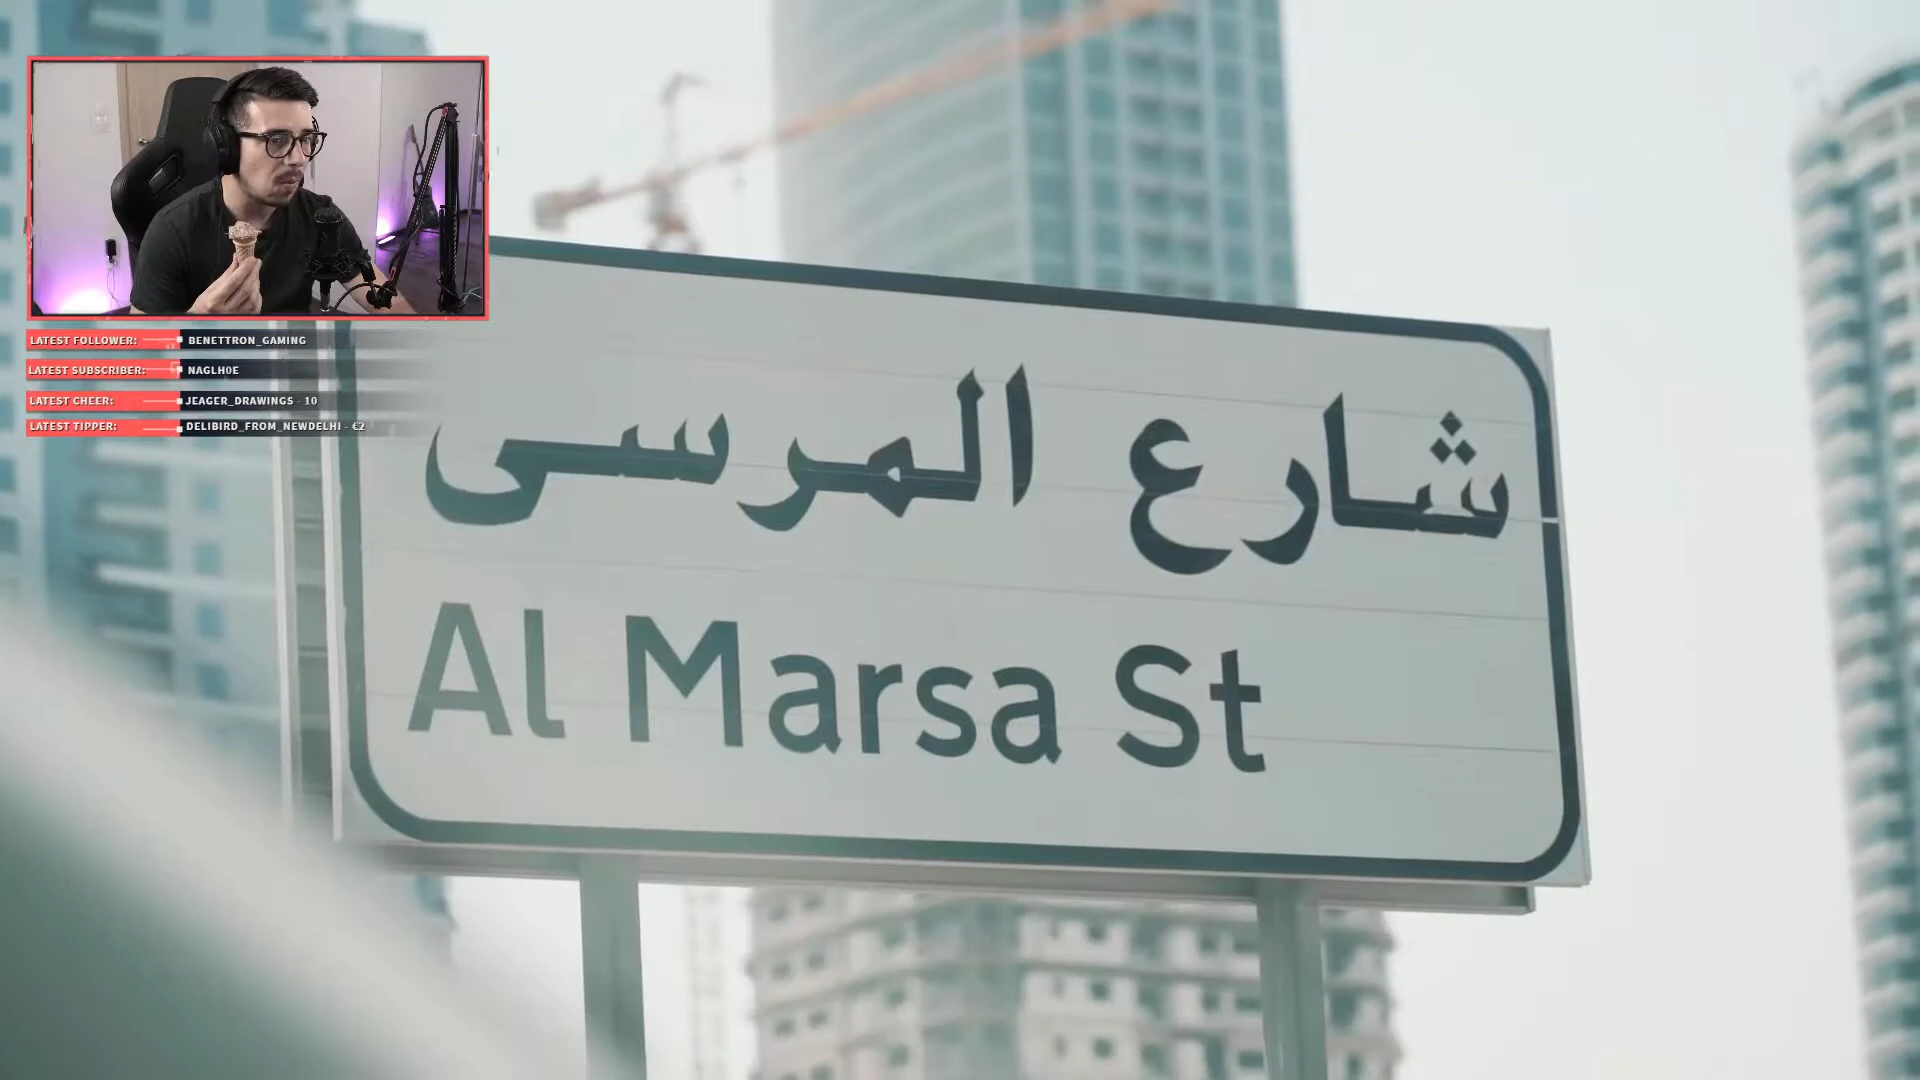 LATEST FOLLOWER: BENETTRON_GAMING
LATEST SUBSCRIBER: NAGLH0E
LATEST CHEER: JEAGER_DRAWINGS - 10
LATEST TIPPER: DELIBIRD_FROM_NEWDELHI - €2
شارع المرسى
Al Marsa St